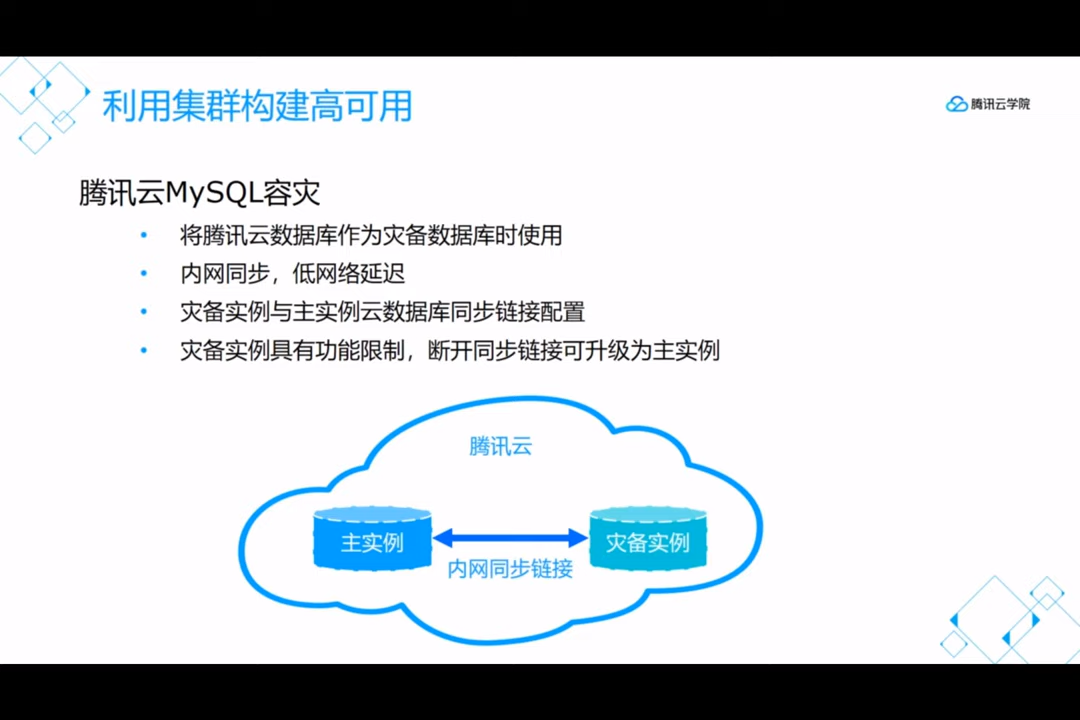 利用集群构建高可用
腾讯云学院
腾讯云MySQL容灾
• 将腾讯云数据库作为灾备数据库时使用
• 内网同步，低网络延迟
• 灾备实例与主实例云数据库同步链接配置
• 灾备实例具有功能限制，断开同步链接可升级为主实例
腾讯云
主实例
灾备实例
内网同步链接